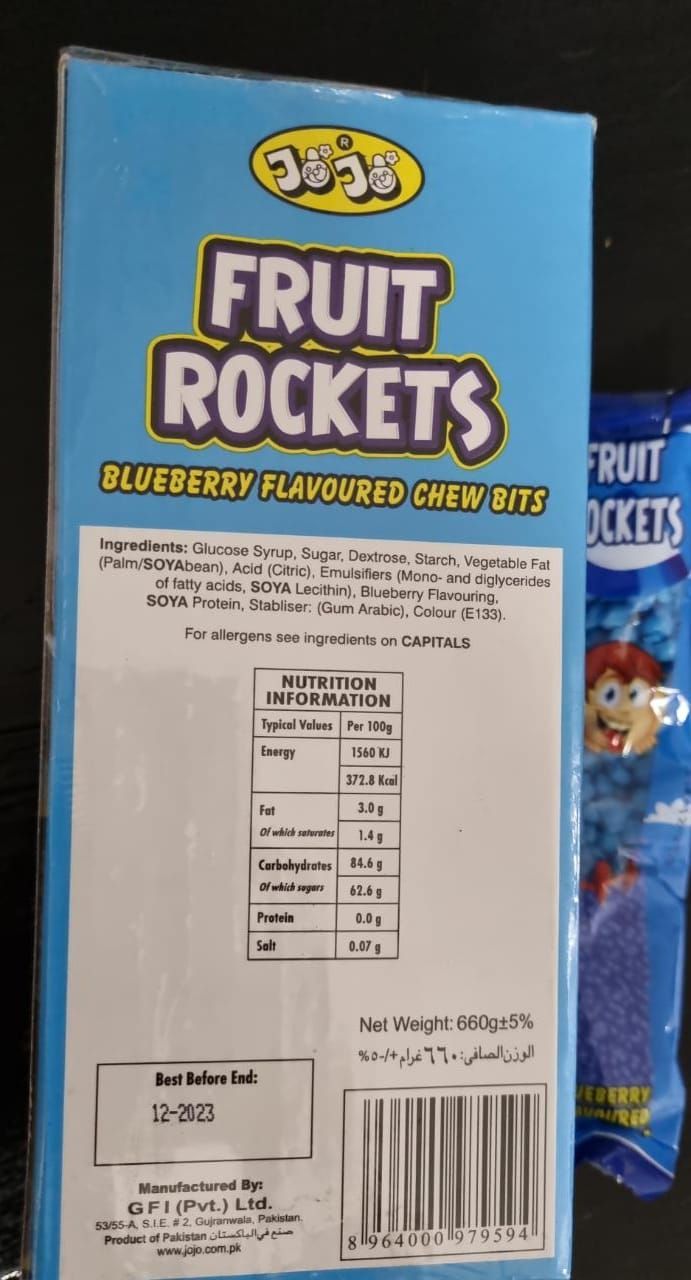 JoJo ®
FRUIT
ROCKETS
BLUEBERRY FLAVOURED CHEW BITS
Ingredients: Glucose Syrup, Sugar, Dextrose, Starch, Vegetable Fat
(Palm/SOYAbean), Acid (Citric), Emulsifiers (Mono- and diglycerides
of fatty acids, SOYA Lecithin), Blueberry Flavouring,
SOYA Protein, Stabliser: (Gum Arabic), Colour (E133).
For allergens see ingredients on CAPITALS
NUTRITION
INFORMATION
Typical Values Per 100g
Energy 1560 KJ
372.8 Kcal
Fat 3.0 g
Of which saturates 1.4 g
Carbohydrates 84.6 g
Of which sugars 62.6 g
Protein 0.0 g
Salt 0.07 g
Net Weight: 660g±5%
الوزن الصافى: ٦٦٠ غرام +/-٥%
Best Before End:
12-2023
Manufactured By:
GFI (Pvt.) Ltd.
53/55-A, S.I.E. # 2, Gujranwala, Pakistan.
Product of Pakistan صنع في الباكستان
www.jojo.com.pk
8 964000 979594
FRUIT
OCKETS
UEBERRY